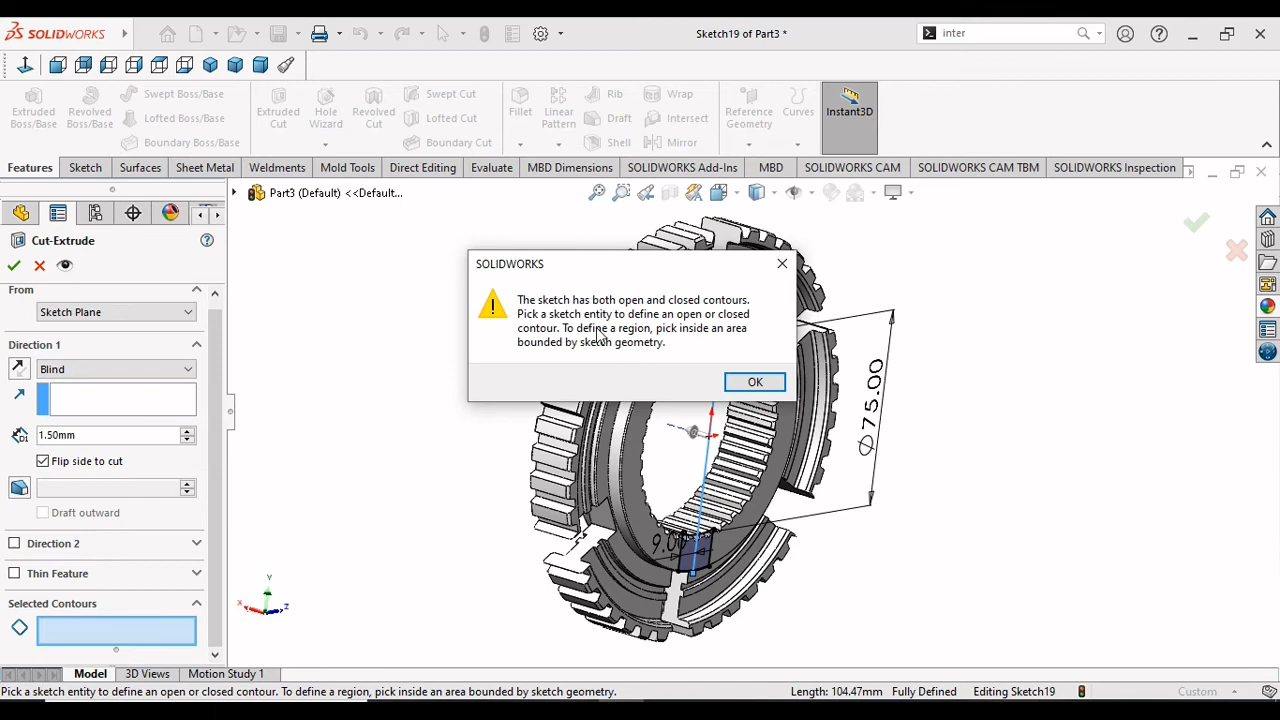 SOLIDWORKS
Sketch19 of Part3 *
inter
Extruded Boss/Base
Revolved Boss/Base
Swept Boss/Base
Lofted Boss/Base
Boundary Boss/Base
Extruded Cut
Hole Wizard
Revolved Cut
Swept Cut
Lofted Cut
Boundary Cut
Fillet
Linear Pattern
Rib
Draft
Shell
Wrap
Intersect
Mirror
Reference Geometry
Curves
Instant3D
Features
Sketch
Surfaces
Sheet Metal
Weldments
Mold Tools
Direct Editing
Evaluate
MBD Dimensions
SOLIDWORKS Add-Ins
MBD
SOLIDWORKS CAM
SOLIDWORKS CAM TBM
SOLIDWORKS Inspection
Part3 (Default) <<Default...
Cut-Extrude
From
Sketch Plane
Direction 1
Blind
1.50mm
Flip side to cut
Draft outward
Direction 2
Thin Feature
Selected Contours
SOLIDWORKS
The sketch has both open and closed contours.
Pick a sketch entity to define an open or closed
contour. To define a region, pick inside an area
bounded by sketch geometry.
OK
Ø75.00
9.00
Y
X
Z
Model
3D Views
Motion Study 1
Pick a sketch entity to define an open or closed contour. To define a region, pick inside an area bounded by sketch geometry.
Length: 104.47mm
Fully Defined
Editing Sketch19
Custom